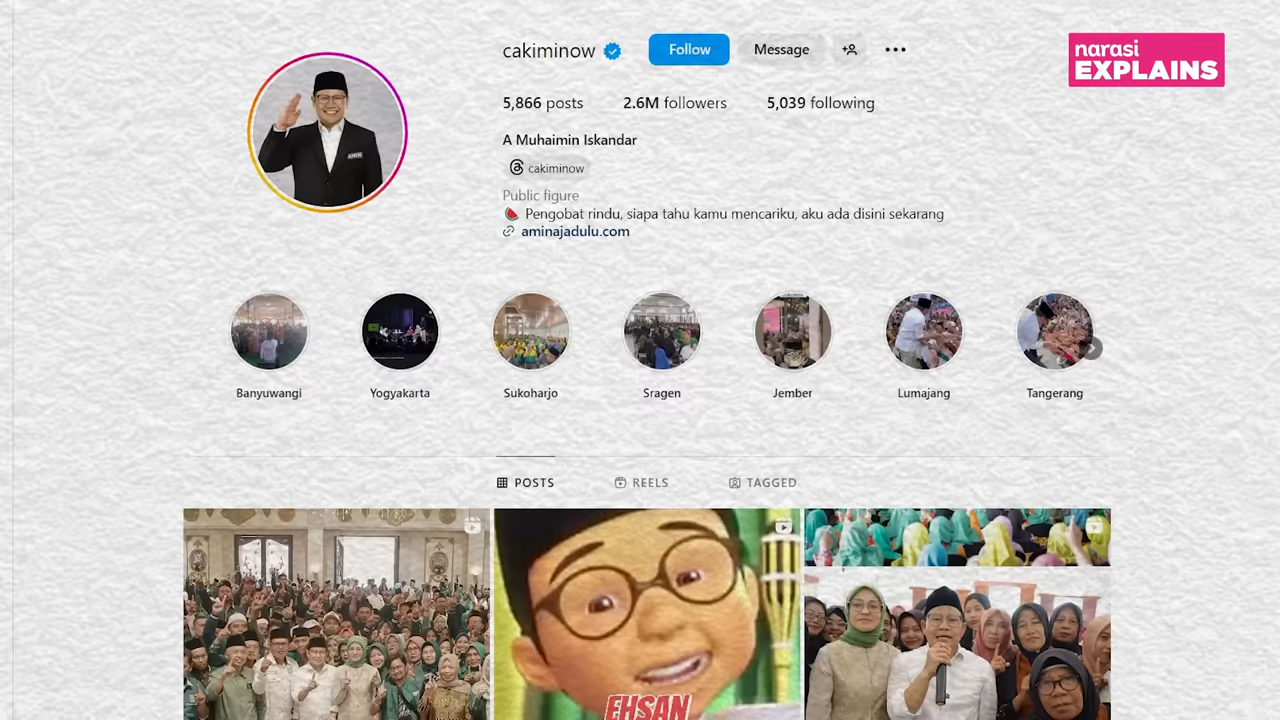 cakiminow
Follow
Message
narasi
EXPLAINS
5,866 posts
2.6M followers
5,039 following
A Muhaimin Iskandar
cakiminow
Public figure
🍉 Pengobat rindu, siapa tahu kamu mencariku, aku ada disini sekarang
aminajadulu.com
AMIN
Banyuwangi
Yogyakarta
Sukoharjo
Sragen
Jember
Lumajang
Tangerang
POSTS
REELS
TAGGED
EHSAN